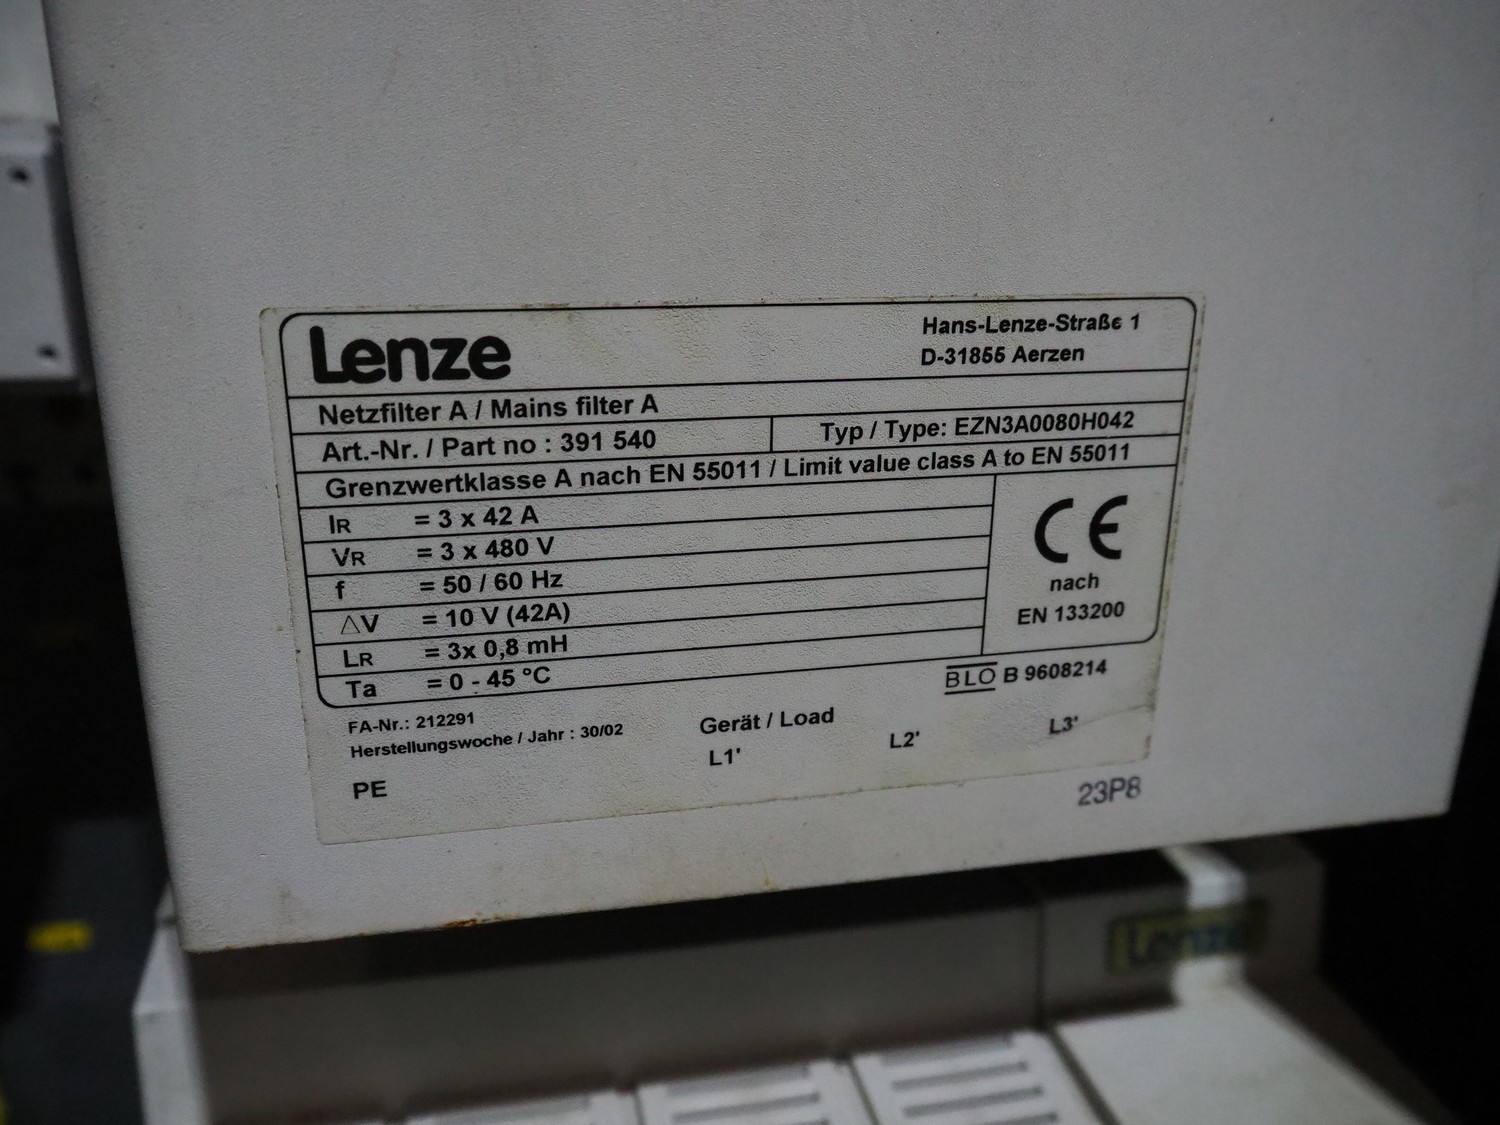 Lenze
Hans-Lenze-Straße 1
D-31855 Aerzen
Netzfilter A / Mains filter A
Art.-Nr. / Part no : 391 540
Typ / Type: EZN3A0080H042
Grenzwertklasse A nach EN 55011 / Limit value class A to EN 55011
IR = 3 x 42 A
VR = 3 x 480 V
f = 50 / 60 Hz
△V = 10 V (42A)
LR = 3x 0,8 mH
Ta = 0 - 45 °C
CE
nach
EN 133200
BLO B 9608214
FA-Nr.: 212291
Herstellungswoche / Jahr : 30/02
Gerät / Load
PE
L1'
L2'
L3'
23P8
Lenze